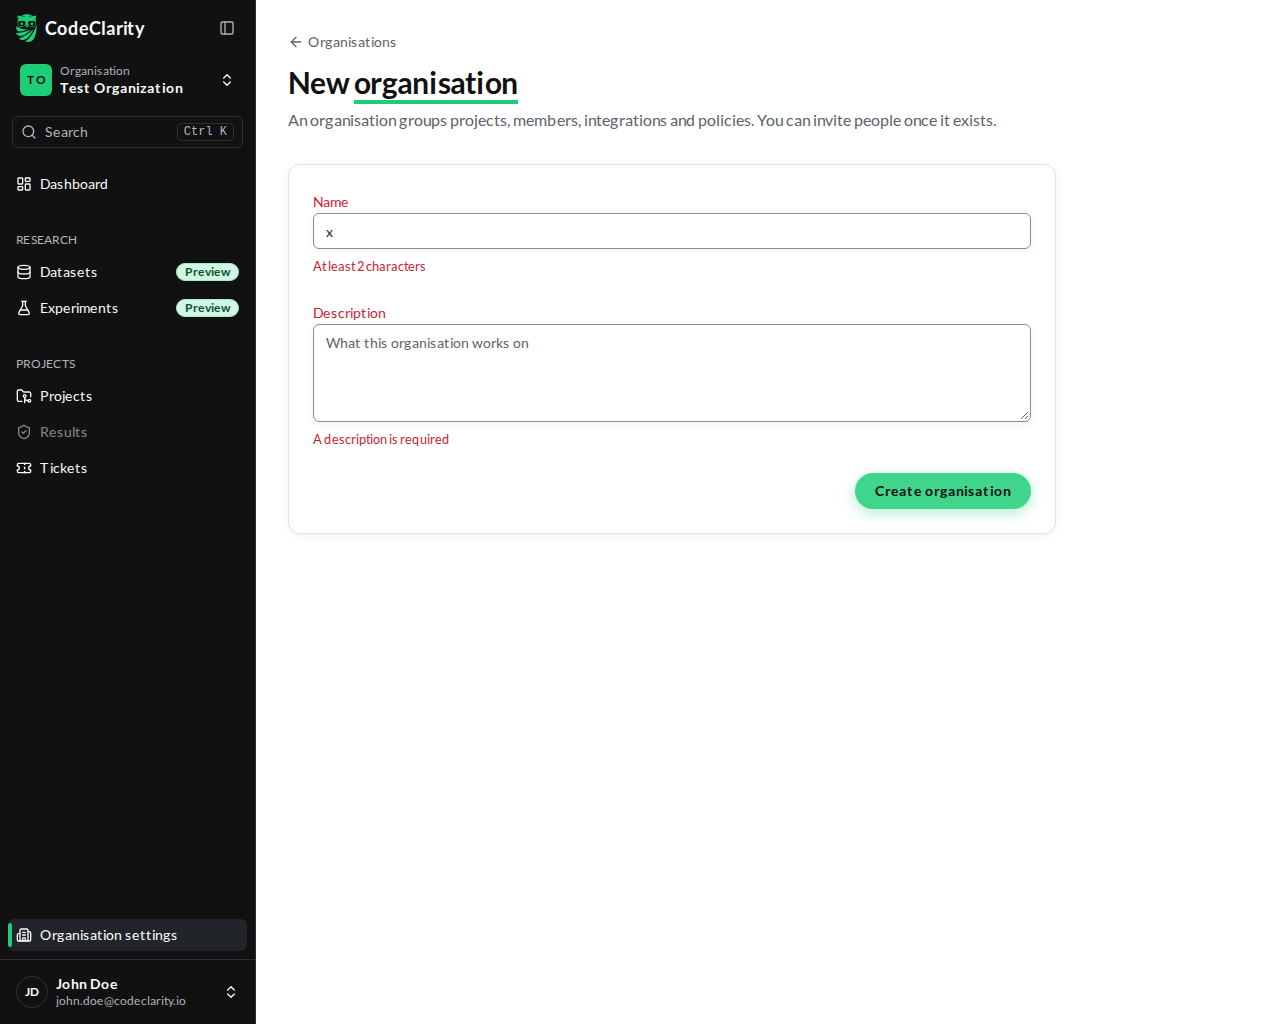 CodeClarity
TO
Organisation
Test Organization
Search
Ctrl K
Dashboard
RESEARCH
Datasets
Preview
Experiments
Preview
PROJECTS
Projects
Results
Tickets
Organisation settings
JD
John Doe
john.doe@codeclarity.io
Organisations
New organisation
An organisation groups projects, members, integrations and policies. You can invite people once it exists.
Name
x
At least 2 characters
Description
What this organisation works on
A description is required
Create organisation